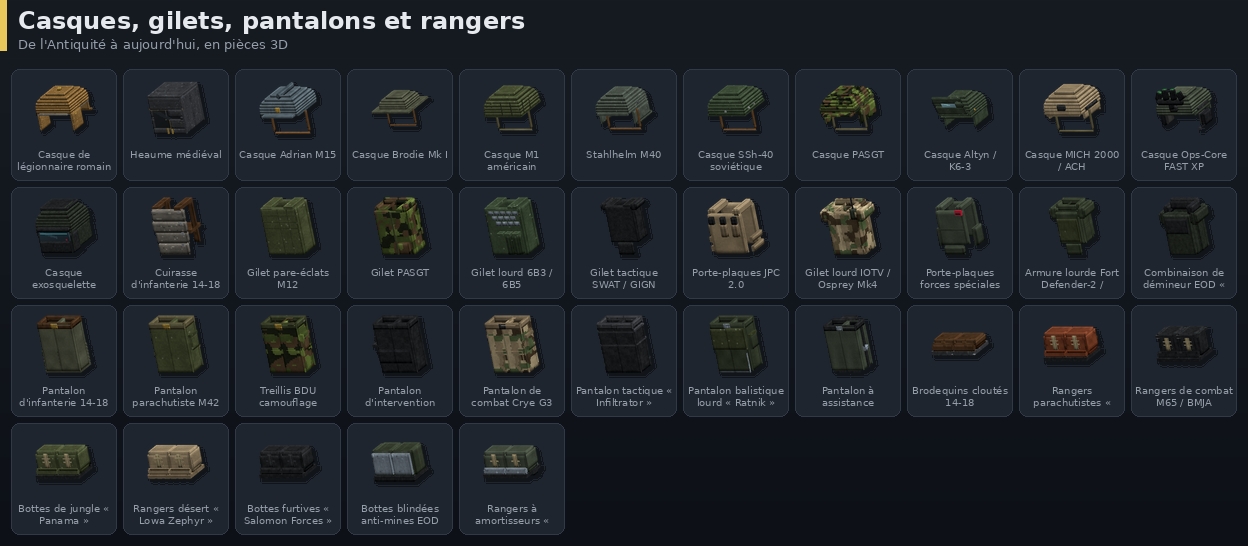 Casques, gilets, pantalons et rangers
De l'Antiquité à aujourd'hui, en pièces 3D
Casque de
légionnaire romain
Heaume médiéval
Casque Adrian M15
Casque Brodie Mk I
Casque M1
américain
Stahlhelm M40
Casque SSh-40
soviétique
Casque PASGT
Casque Altyn /
K6-3
Casque MICH 2000
/ ACH
Casque Ops-Core
FAST XP
Casque
exosquelette
Cuirasse
d'infanterie 14-18
Gilet pare-éclats
M12
Gilet PASGT
Gilet lourd 6B3 /
6B5
Gilet tactique
SWAT / GIGN
Porte-plaques JPC
2.0
Gilet lourd IOTV /
Osprey Mk4
Porte-plaques
forces spéciales
Armure lourde Fort
Defender-2 /
Combinaison de
démineur EOD «
Pantalon
d'infanterie 14-18
Pantalon
parachutiste M42
Treillis BDU
camouflage
Pantalon
d'intervention
Pantalon de
combat Crye G3
Pantalon tactique «
Infiltrator »
Pantalon balistique
lourd « Ratnik »
Pantalon à
assistance
Brodequins cloutés
14-18
Rangers
parachutistes «
Rangers de combat
M65 / BMJA
Bottes de jungle «
Panama »
Rangers désert «
Lowa Zephyr »
Bottes furtives «
Salomon Forces »
Bottes blindées
anti-mines EOD
Rangers à
amortisseurs «